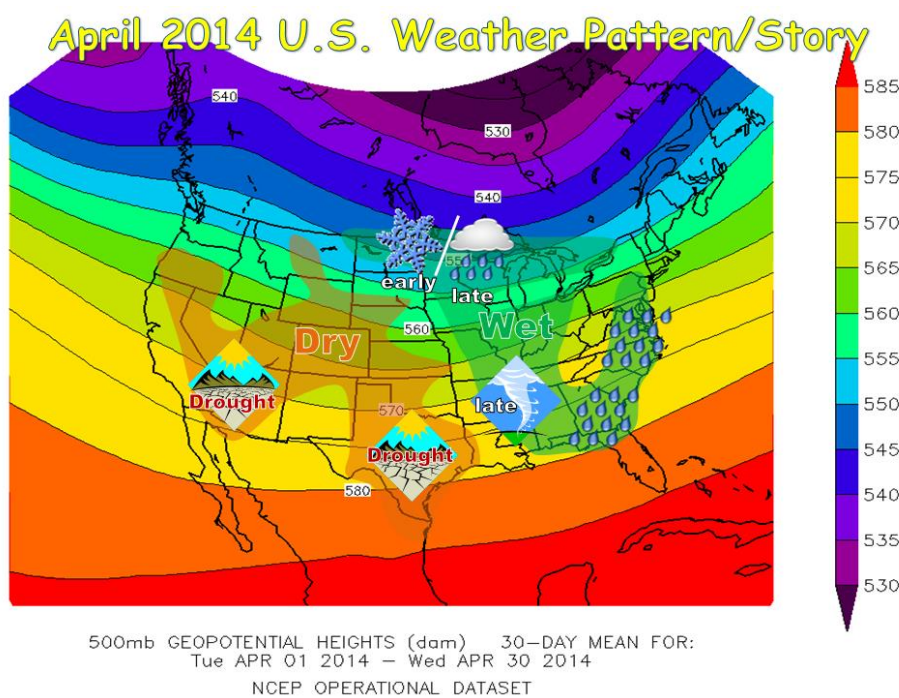 April 2014 U.S. Weather Pattern/Story
540
530
540
early
late
Wet
560
Dry
Drought
late
570
Drought
580
585
580
575
570
565
560
555
550
545
540
535
530
500mb GEOPOTENTIAL HEIGHTS (dam) 30-DAY MEAN FOR:
Tue APR 01 2014 – Wed APR 30 2014
NCEP OPERATIONAL DATASET